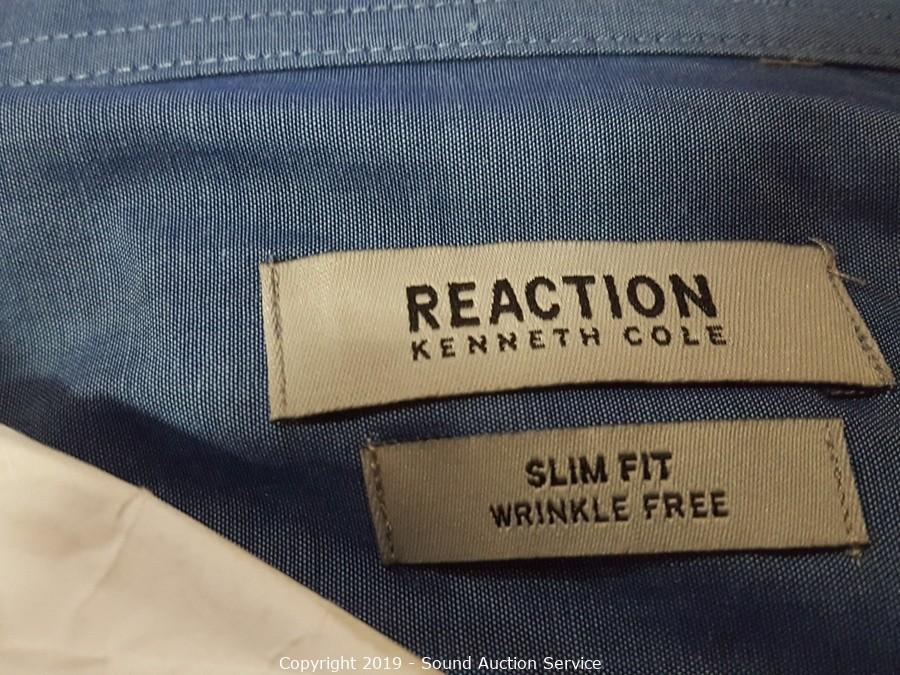 REACTION
KENNETH COLE
SLIM FIT
WRINKLE FREE
Copyright 2019 - Sound Auction Service